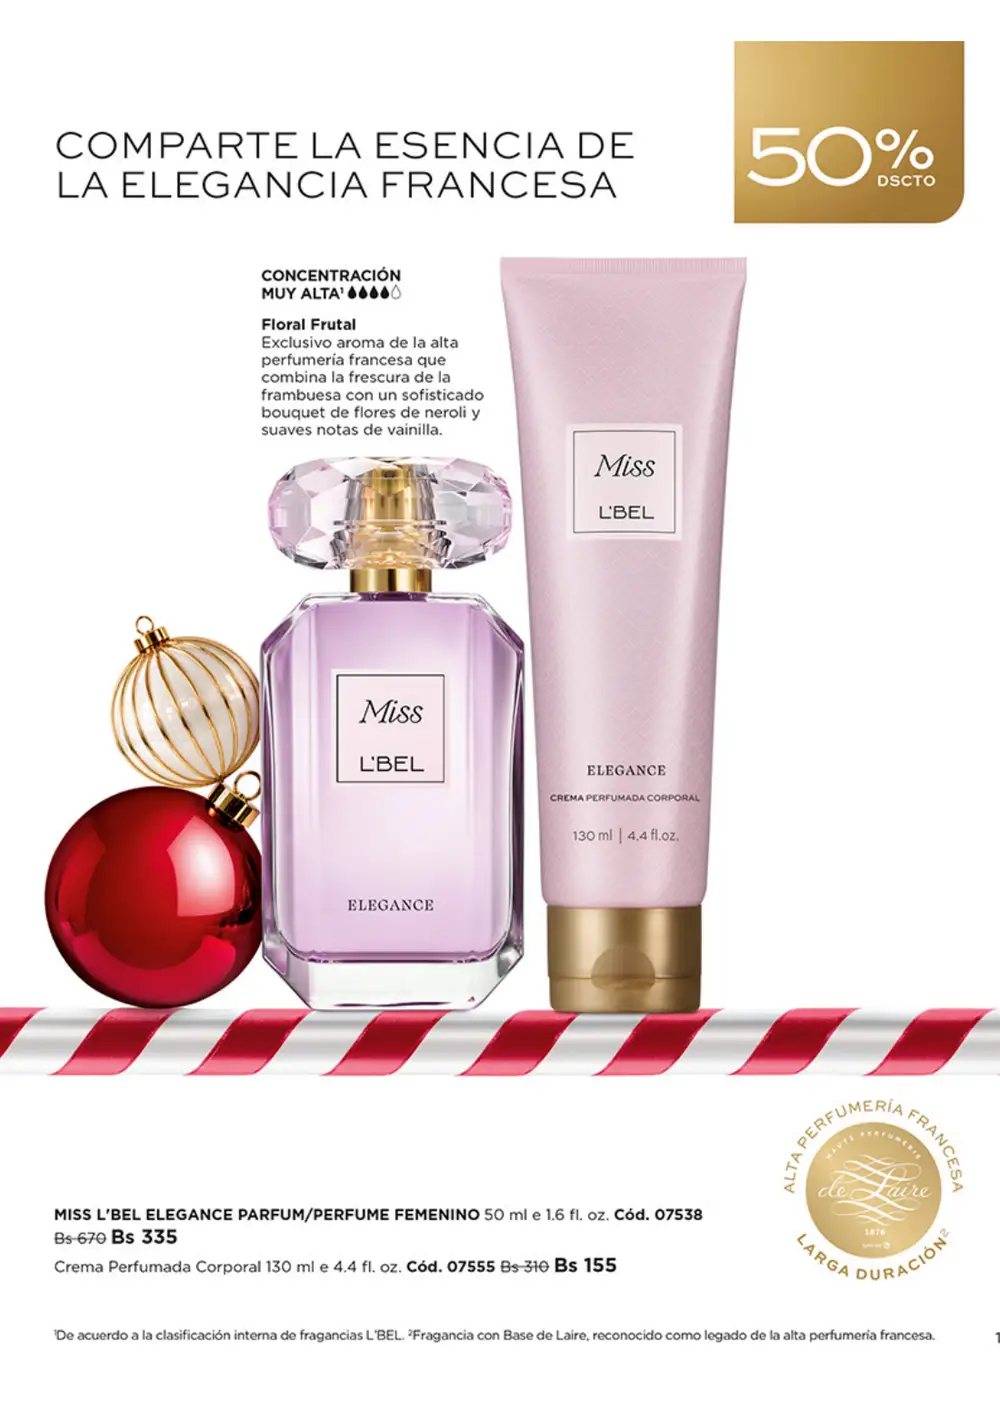 COMPARTE LA ESENCIA DE
LA ELEGANCIA FRANCESA
50%
DSCTO
CONCENTRACIÓN
MUY ALTA¹
Floral Frutal
Exclusivo aroma de la alta
perfumería francesa que
combina la frescura de la
frambuesa con un sofisticado
bouquet de flores de neroli y
suaves notas de vainilla.
Miss
L'BEL
ELEGANCE
CREMA PERFUMADA CORPORAL
130 ml | 4,4 fl.oz.
Miss
L'BEL
ELEGANCE
ALTA PERFUMERÍA FRANCESA
HAUTE PERFUMERIE
de Laire
1876
LARGA DURACIÓN²
MISS L'BEL ELEGANCE PARFUM/PERFUME FEMENINO 50 ml e 1.6 fl. oz. Cód. 07538
Bs 670 Bs 335
Crema Perfumada Corporal 130 ml e 4.4 fl. oz. Cód. 07555 Bs 310 Bs 155
¹De acuerdo a la clasificación interna de fragancias L'BEL. ²Fragancia con Base de Laire, reconocido como legado de la alta perfumería francesa.